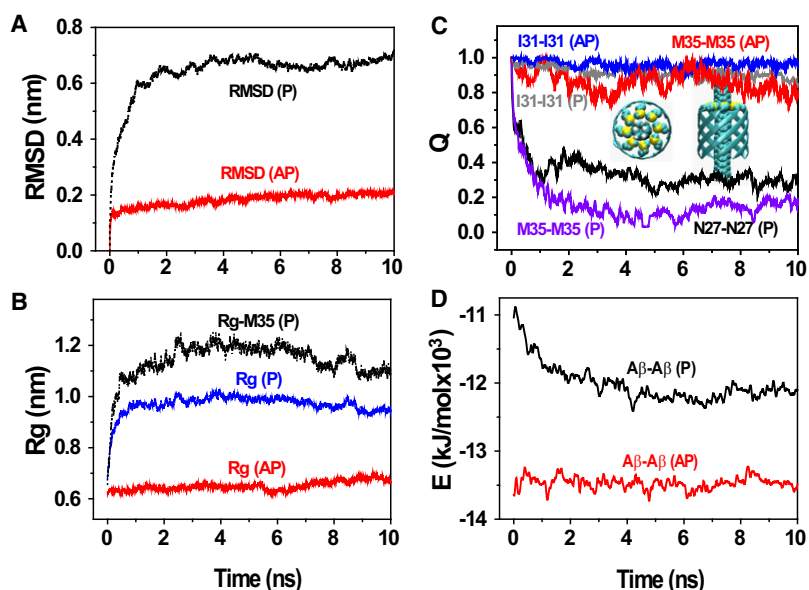 A
RMSD (nm)
0.8
0.6
0.4
0.2
0.0
RMSD (P)
RMSD (AP)
0 2 4 6 8 10
B
Rg (nm)
1.2
1.0
0.8
0.6
Rg-M35 (P)
Rg (P)
Rg (AP)
0 2 4 6 8 10
Time (ns)
C
Q
1.0
0.8
0.6
0.4
0.2
0.0
I31-I31 (AP)
M35-M35 (AP)
I31-I31 (P)
M35-M35 (P)
N27-N27 (P)
0 2 4 6 8 10
D
E (kJ/molx10³)
-11
-12
-13
-14
Aβ-Aβ (P)
Aβ-Aβ (AP)
0 2 4 6 8 10
Time (ns)